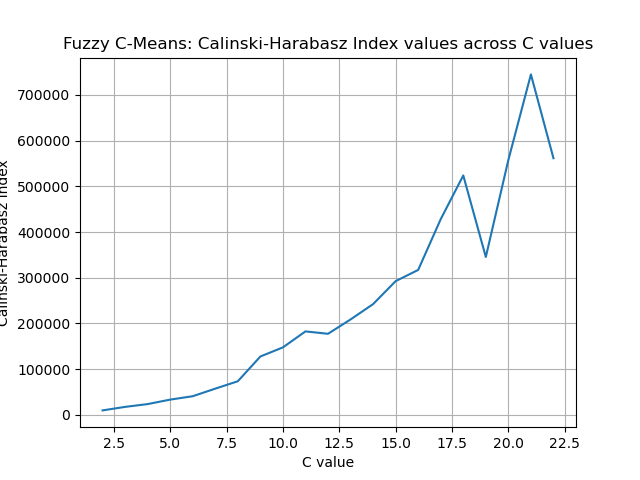 Fuzzy C-Means: Calinski-Harabasz Index values across C values
700000
600000
500000
400000
300000
200000
100000
0
Calinski-Harabasz Index
2.5 5.0 7.5 10.0 12.5 15.0 17.5 20.0 22.5
C value